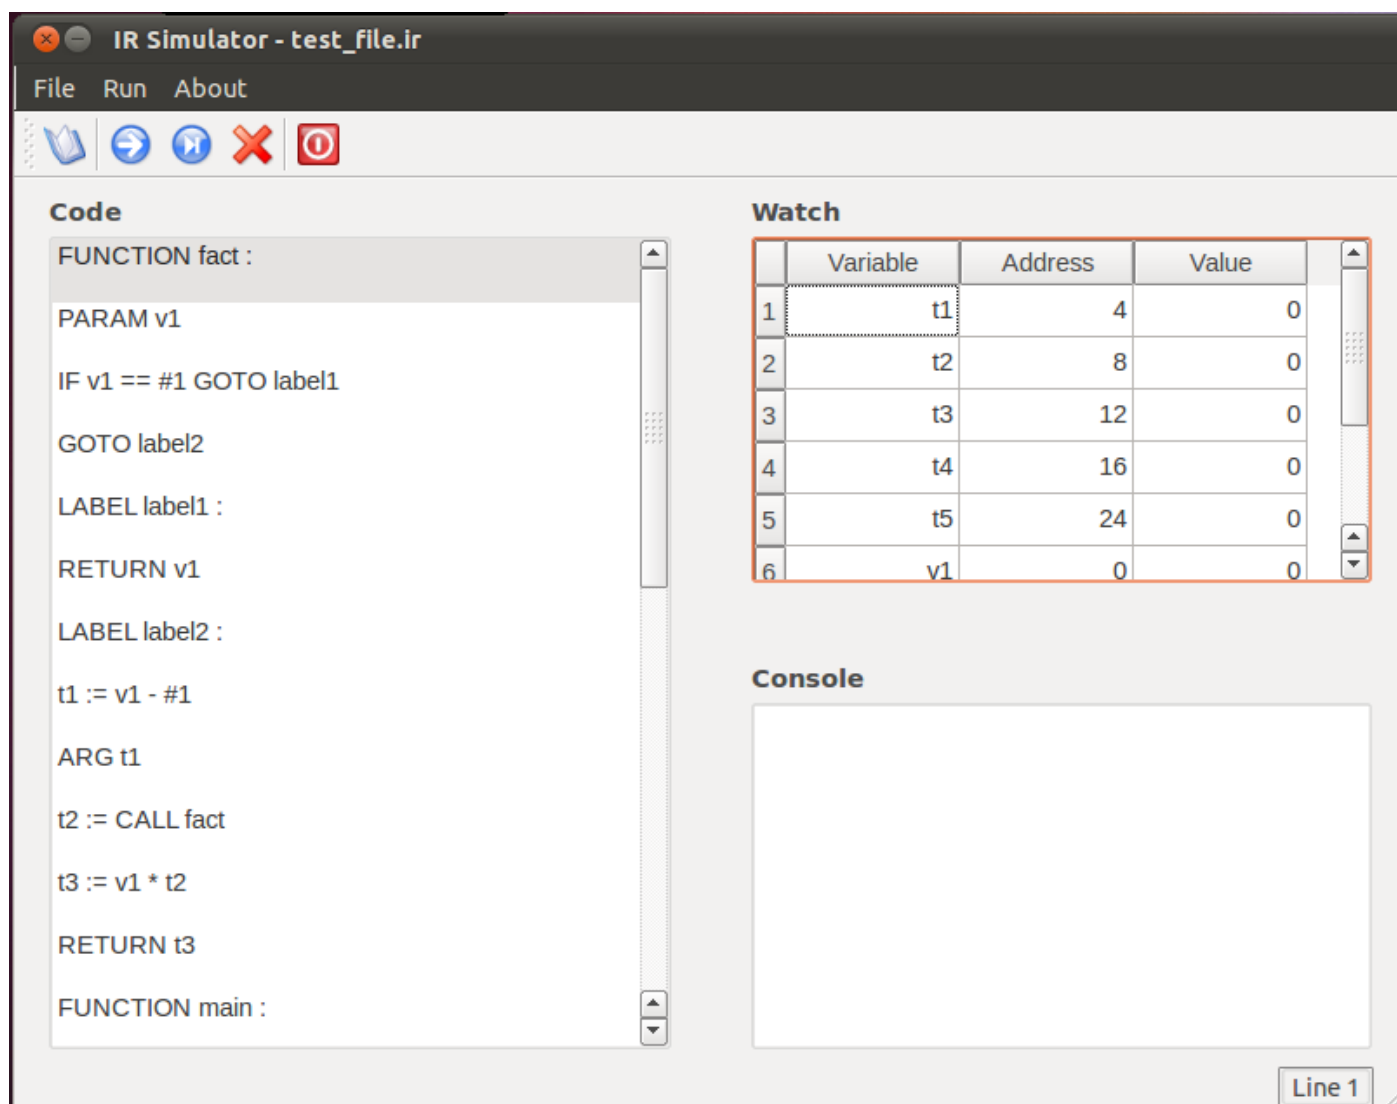 IR Simulator - test_file.ir
File Run About
Code
FUNCTION fact :
PARAM v1
IF v1 == #1 GOTO label1
GOTO label2
LABEL label1 :
RETURN v1
LABEL label2 :
t1 := v1 - #1
ARG t1
t2 := CALL fact
t3 := v1 * t2
RETURN t3
FUNCTION main :
Watch
Variable Address Value
1 t1 4 0
2 t2 8 0
3 t3 12 0
4 t4 16 0
5 t5 24 0
6 v1 0 0
Console
Line 1